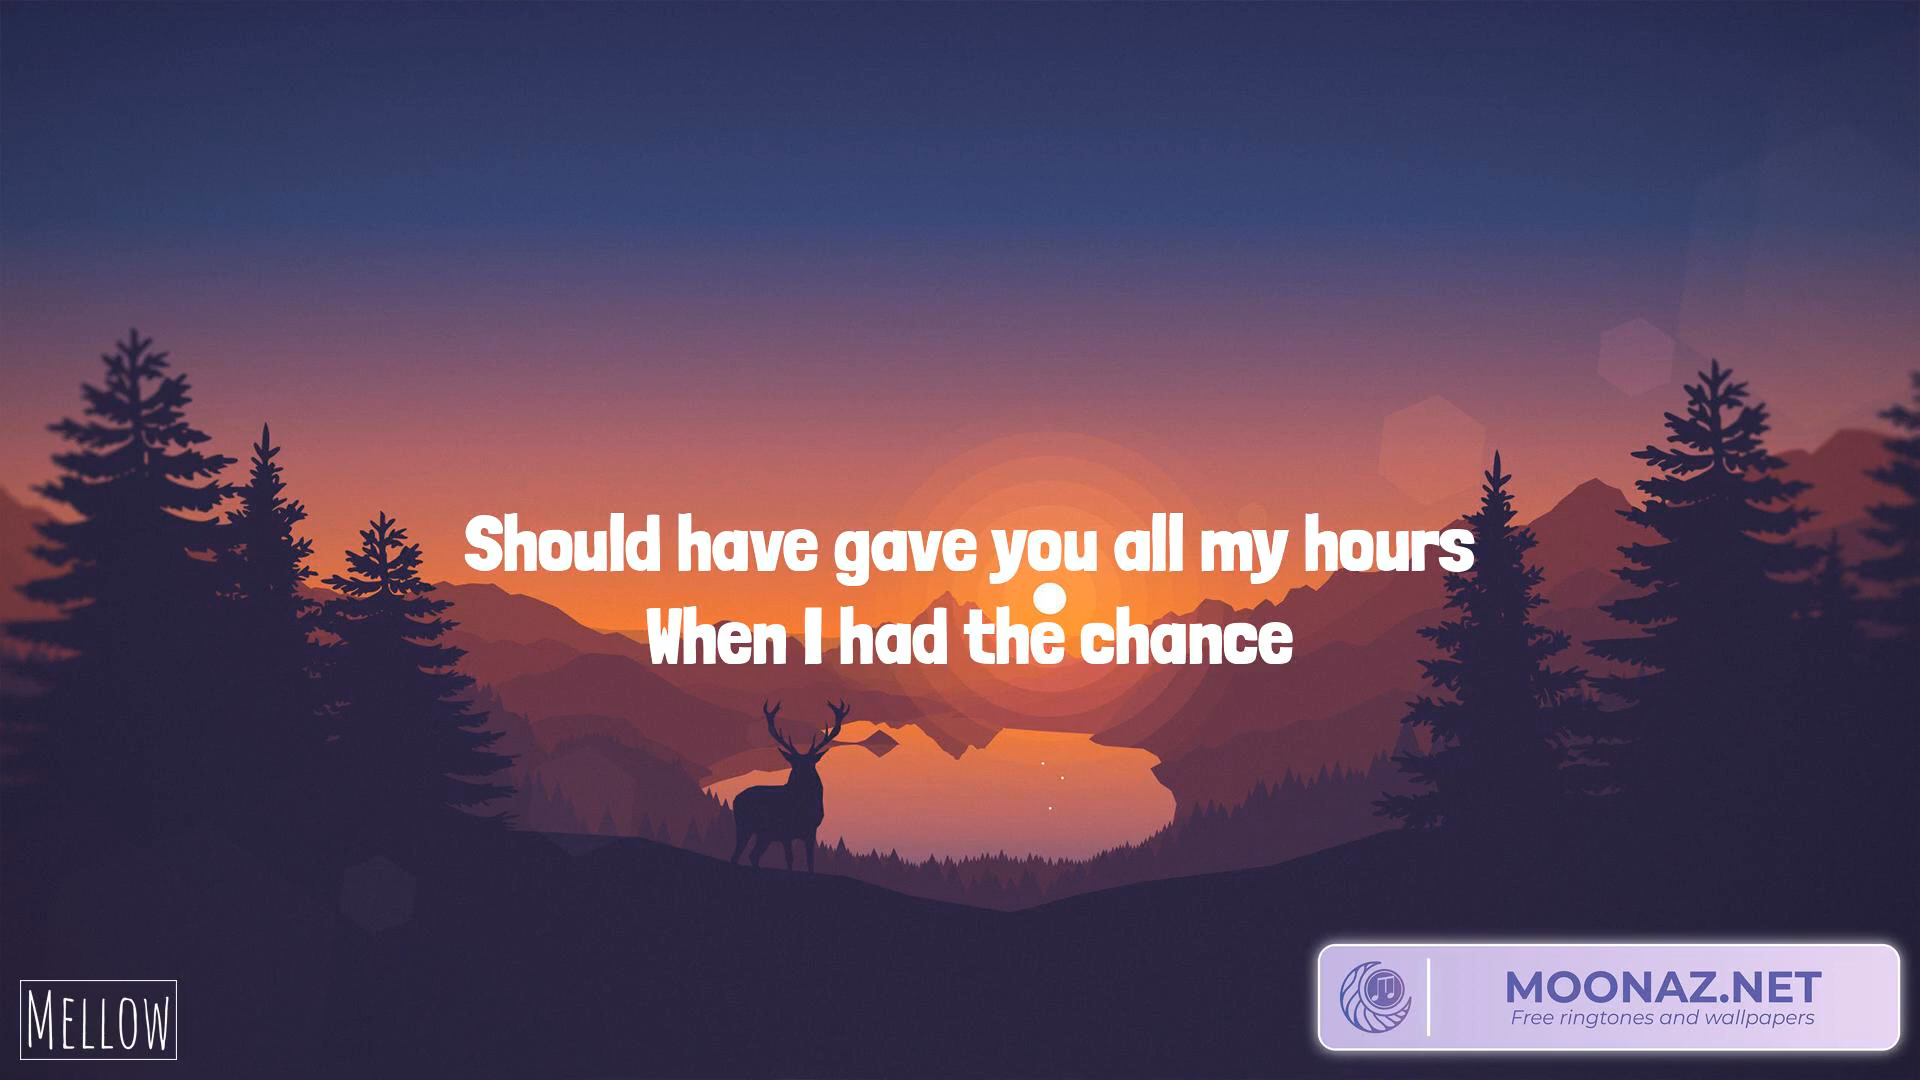 Should have gave you all my hours
When I had the chance
MELLOW
MOONAZ.NET
Free ringtones and wallpapers